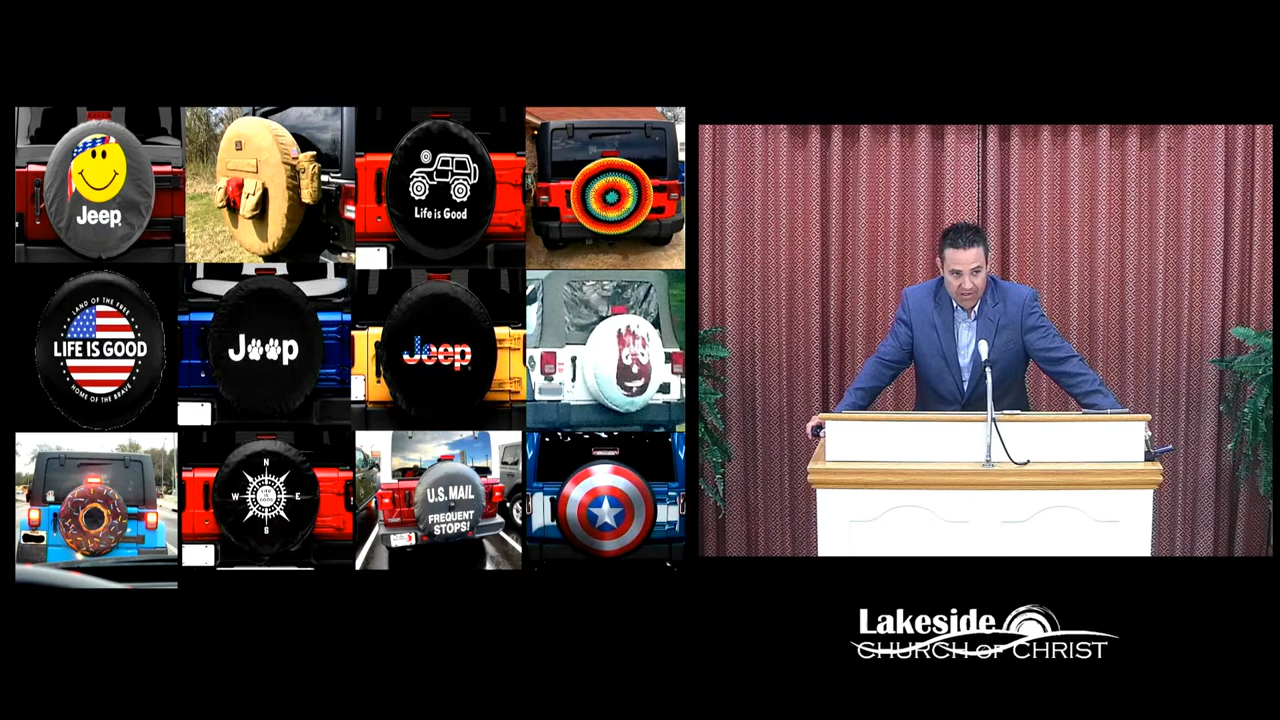 Jeep
Life is Good
LAND OF THE FREE
LIFE IS GOOD
HOME OF THE BRAVE
J p
Jeep
N
W E
S
U.S. MAIL
FREQUENT
STOPS!
Lakeside
CHURCH OF CHRIST